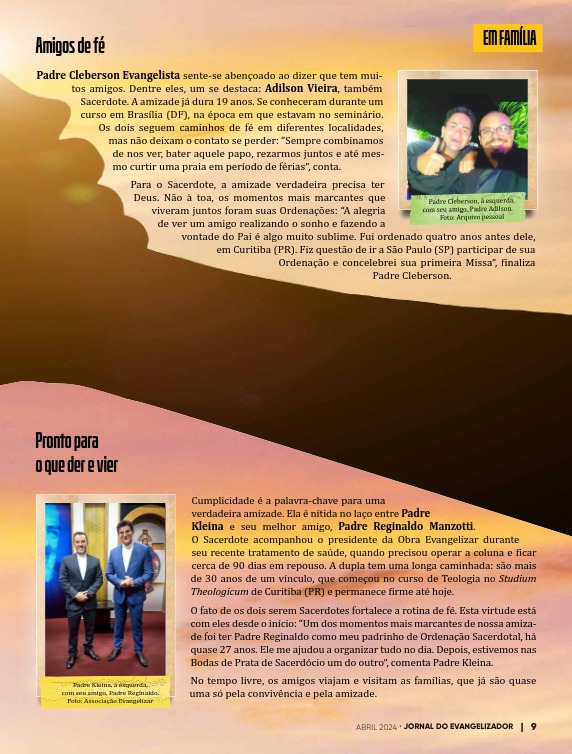 EM FAMÍLIA
Amigos de fé
Padre Cleberson Evangelista sente-se abençoado ao dizer que tem mui-
tos amigos. Dentre eles, um se destaca: Adilson Vieira, também
Sacerdote. A amizade já dura 19 anos. Se conheceram durante um
curso em Brasília (DF), na época em que estavam no seminário.
Os dois seguem caminhos de fé em diferentes localidades,
mas não deixam o contato se perder: “Sempre combinamos
de nos ver, bater aquele papo, rezarmos juntos e até mes-
mo curtir uma praia em período de férias”, conta.
Para o Sacerdote, a amizade verdadeira precisa ter
Deus. Não à toa, os momentos mais marcantes que
viveram juntos foram suas Ordenações: “A alegria
de ver um amigo realizando o sonho e fazendo a
vontade do Pai é algo muito sublime. Fui ordenado quatro anos antes dele,
em Curitiba (PR). Fiz questão de ir a São Paulo (SP) participar de sua
Ordenação e concelebrei sua primeira Missa”, finaliza
Padre Cleberson.
Padre Cleberson, à esquerda,
com seu amigo, Padre Adilson.
Foto: Arquivo pessoal
Pronto para
o que der e vier
Cumplicidade é a palavra-chave para uma
verdadeira amizade. Ela é nítida no laço entre Padre
Kleina e seu melhor amigo, Padre Reginaldo Manzotti.
O Sacerdote acompanhou o presidente da Obra Evangelizar durante
seu recente tratamento de saúde, quando precisou operar a coluna e ficar
cerca de 90 dias em repouso. A dupla tem uma longa caminhada: são mais
de 30 anos de um vínculo, que começou no curso de Teologia no Studium
Theologicum de Curitiba (PR) e permanece firme até hoje.
O fato de os dois serem Sacerdotes fortalece a rotina de fé. Esta virtude está
com eles desde o início: “Um dos momentos mais marcantes de nossa amiza-
de foi ter Padre Reginaldo como meu padrinho de Ordenação Sacerdotal, há
quase 27 anos. Ele me ajudou a organizar tudo no dia. Depois, estivemos nas
Bodas de Prata de Sacerdócio um do outro”, comenta Padre Kleina.
No tempo livre, os amigos viajam e visitam as famílias, que já são quase
uma só pela convivência e pela amizade.
Padre Kleina, à esquerda,
com seu amigo, Padre Reginaldo.
Foto: Associação Evangelizar
ABRIL 2024 · JORNAL DO EVANGELIZADOR | 9